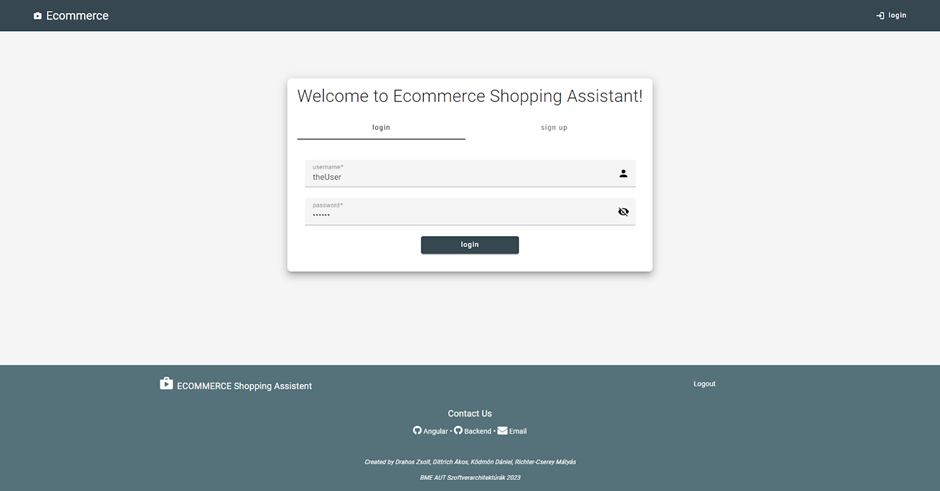 Ecommerce
login
Welcome to Ecommerce Shopping Assistant!
login
sign up
username*
theUser
password*
••••••
login
ECOMMERCE Shopping Assistent
Logout
Contact Us
Angular • Backend • Email
Created by Drahos Zsolt, Dittrich Ákos, Ködmön Dániel, Richter-Cserey Mátyás
BME AUT Szoftverarchitektúrák 2023